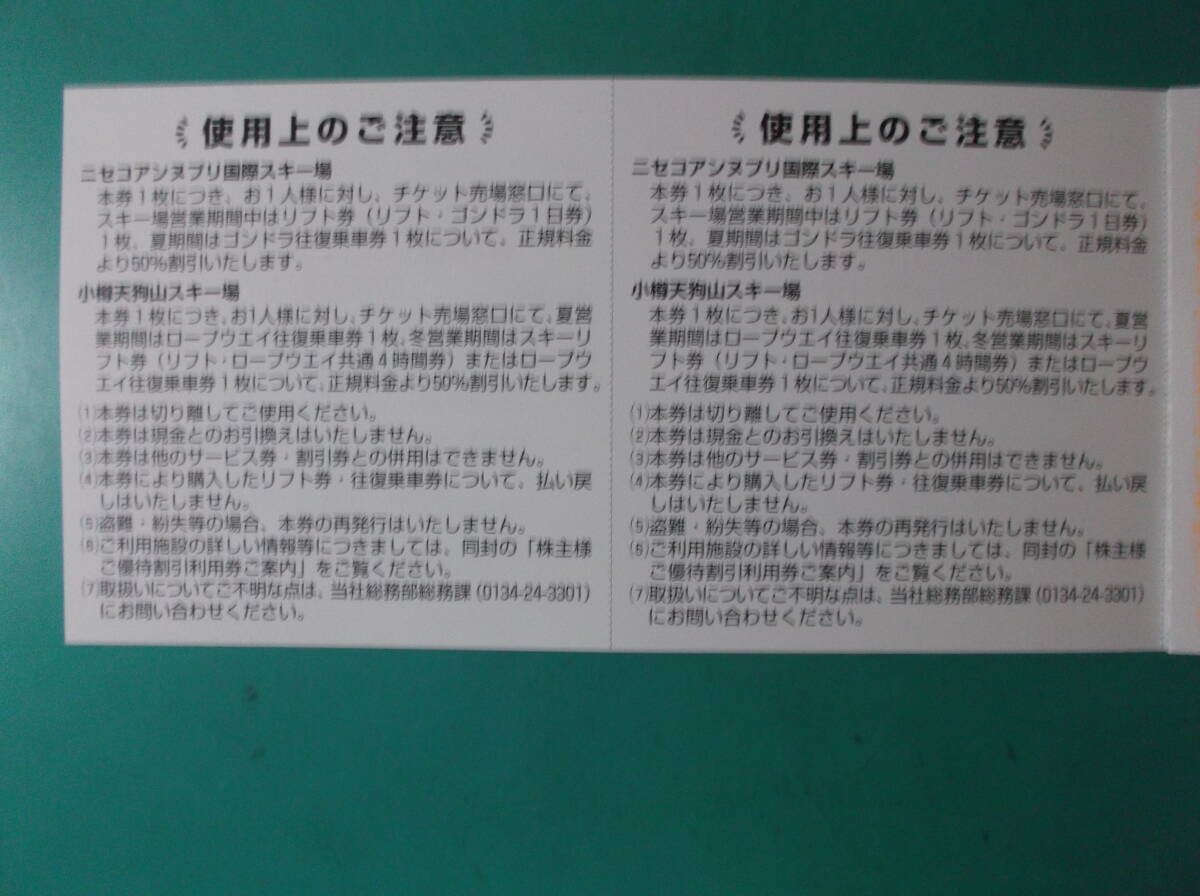 使用上のご注意
ニセコアンヌプリ国際スキー場
本券1枚につき、お1人様に対し、チケット売場窓口にて、
スキー場営業期間中はリフト券（リフト・ゴンドラ1日券）
1枚、夏期間はゴンドラ往復乗車券1枚について、正規料金
より50%割引いたします。
小樽天狗山スキー場
本券1枚につき、お1人様に対し、チケット売場窓口にて、夏営
業期間はロープウエイ往復乗車券1枚、冬営業期間はスキーリ
フト券（リフト・ロープウエイ共通4時間券）またはロープウ
エイ往復乗車券1枚について、正規料金より50%割引いたします。
⑴本券は切り離してご使用ください。
⑵本券は現金とのお引換えはいたしません。
⑶本券は他のサービス券・割引券との併用はできません。
⑷本券により購入したリフト券・往復乗車券について、払い戻
しはいたしません。
⑸盗難・紛失等の場合、本券の再発行はいたしません。
⑹ご利用施設の詳しい情報等につきましては、同封の「株主様
ご優待割引利用券ご案内」をご覧ください。
⑺取扱いについてご不明な点は、当社総務部総務課（0134-24-3301）
にお問い合わせください。
使用上のご注意
ニセコアンヌプリ国際スキー場
本券1枚につき、お1人様に対し、チケット売場窓口にて、
スキー場営業期間中はリフト券（リフト・ゴンドラ1日券）
1枚、夏期間はゴンドラ往復乗車券1枚について、正規料金
より50%割引いたします。
小樽天狗山スキー場
本券1枚につき、お1人様に対し、チケット売場窓口にて、夏営
業期間はロープウエイ往復乗車券1枚、冬営業期間はスキーリ
フト券（リフト・ロープウエイ共通4時間券）またはロープウ
エイ往復乗車券1枚について、正規料金より50%割引いたします。
⑴本券は切り離してご使用ください。
⑵本券は現金とのお引換えはいたしません。
⑶本券は他のサービス券・割引券との併用はできません。
⑷本券により購入したリフト券・往復乗車券について、払い戻
しはいたしません。
⑸盗難・紛失等の場合、本券の再発行はいたしません。
⑹ご利用施設の詳しい情報等につきましては、同封の「株主様
ご優待割引利用券ご案内」をご覧ください。
⑺取扱いについてご不明な点は、当社総務部総務課（0134-24-3301）
にお問い合わせください。